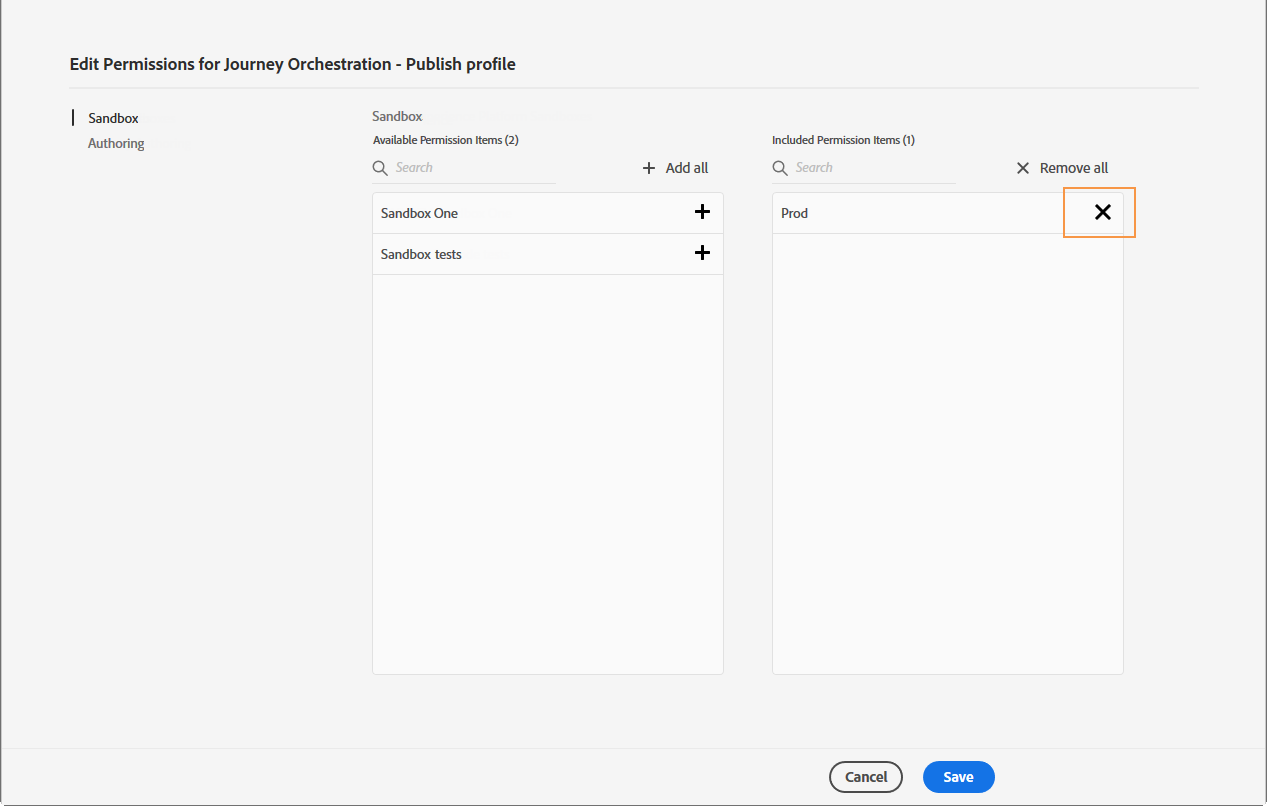 Edit Permissions for Journey Orchestration - Publish profile
Sandbox
Authoring
Sandbox
Available Permission Items (2)
Search
Add all
Sandbox One
Sandbox tests
Included Permission Items (1)
Search
Remove all
Prod
Cancel
Save